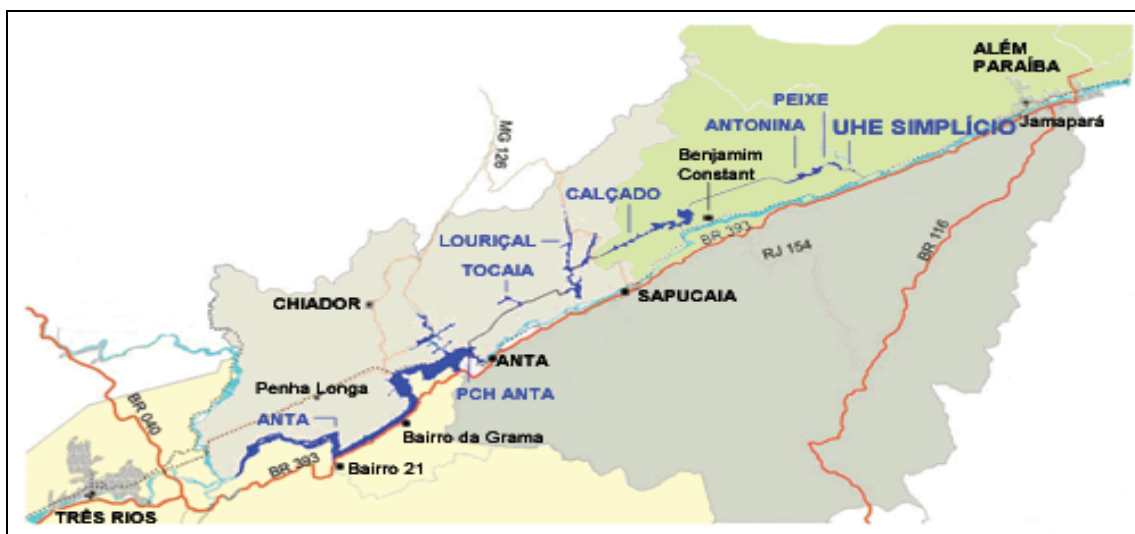 ALÉM
PARAÍBA
Jamapará
PEIXE
ANTONINA
UHE SIMPLÍCIO
MG 126
Benjamim
Constant
CALÇADO
BR 393
RJ 154
BR 116
LOURIÇAL
TOCAIA
SAPUCAIA
CHIADOR
ANTA
PCH ANTA
Penha Longa
ANTA
Bairro da Grama
BR 040
BR 393
Bairro 21
TRÊS RIOS